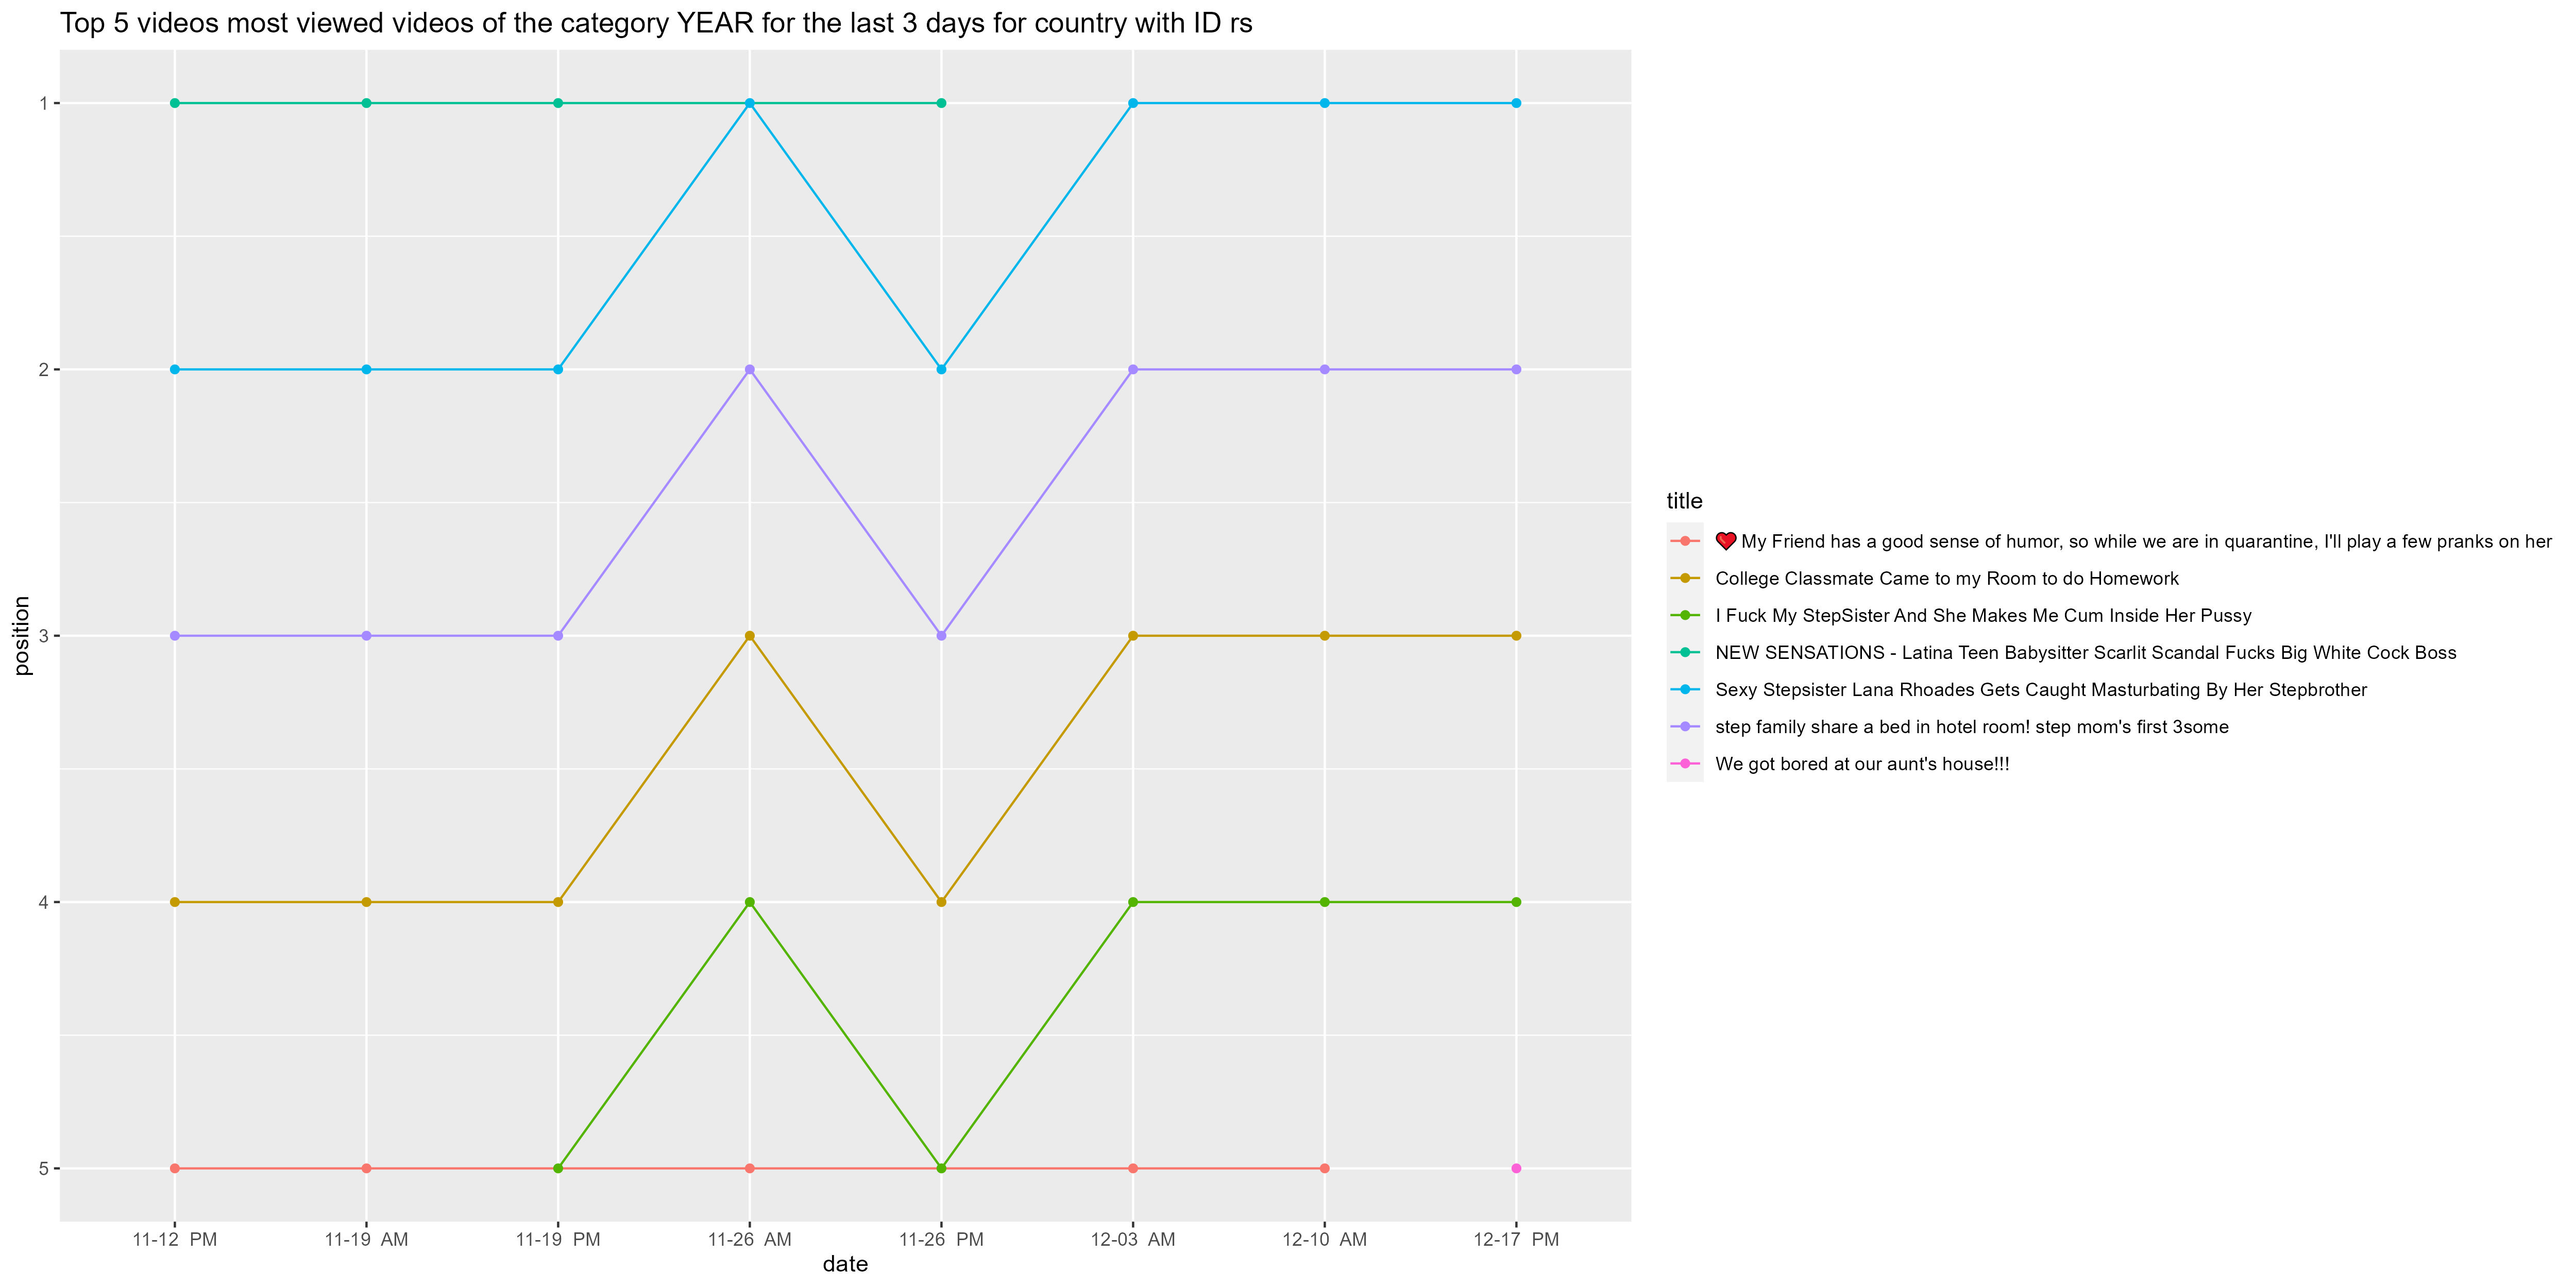 Top 5 videos most viewed videos of the category YEAR for the last 3 days for country with ID rs
position
1
2
3
4
5
11-12 PM
11-19 AM
11-19 PM
11-26 AM
11-26 PM
12-03 AM
12-10 AM
12-17 PM
date
title
❤️ My Friend has a good sense of humor, so while we are in quarantine, I'll play a few pranks on her
College Classmate Came to my Room to do Homework
I Fuck My StepSister And She Makes Me Cum Inside Her Pussy
NEW SENSATIONS - Latina Teen Babysitter Scarlit Scandal Fucks Big White Cock Boss
Sexy Stepsister Lana Rhoades Gets Caught Masturbating By Her Stepbrother
step family share a bed in hotel room! step mom's first 3some
We got bored at our aunt's house!!!